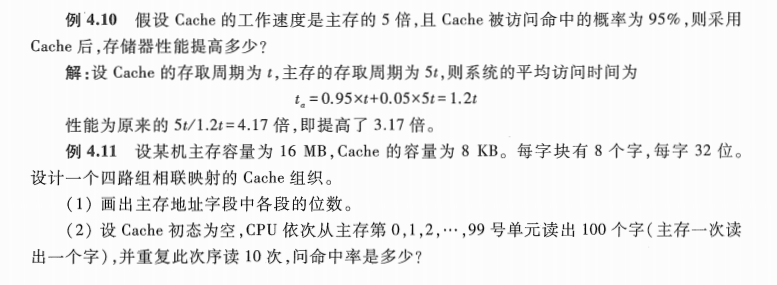 例 4.10 假设 Cache 的工作速度是主存的 5 倍,且 Cache 被访问命中的概率为 95%,则采用
Cache 后,存储器性能提高多少?
解:设 Cache 的存取周期为 t,主存的存取周期为 5t,则系统的平均访问时间为
tₐ = 0.95×t+0.05×5t = 1.2t
性能为原来的 5t/1.2t = 4.17 倍,即提高了 3.17 倍。
例 4.11 设某机主存容量为 16 MB,Cache 的容量为 8 KB。每字块有 8 个字,每字 32 位。
设计一个四路组相联映射的 Cache 组织。
(1) 画出主存地址字段中各段的位数。
(2) 设 Cache 初态为空,CPU 依次从主存第 0,1,2,…,99 号单元读出 100 个字(主存一次读
出一个字),并重复此次序读 10 次,问命中率是多少?